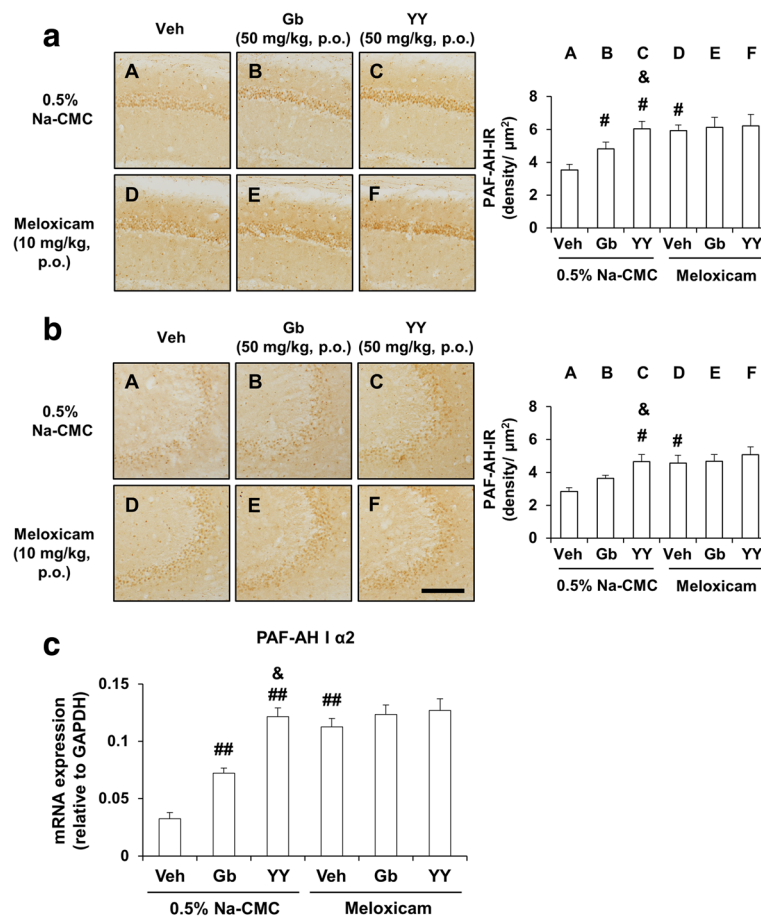 a
Veh
Gb
(50 mg/kg, p.o.)
YY
(50 mg/kg, p.o.)
0.5%
Na-CMC
A
B
C
Meloxicam
(10 mg/kg,
p.o.)
D
E
F
A B C D E F
&
# # #
8
6
4
2
0
PAF-AH-IR
(density/ µm²)
Veh Gb YY Veh Gb YY
0.5% Na-CMC Meloxicam
b
Veh
Gb
(50 mg/kg, p.o.)
YY
(50 mg/kg, p.o.)
0.5%
Na-CMC
A
B
C
Meloxicam
(10 mg/kg,
p.o.)
D
E
F
A B C D E F
&
# #
8
6
4
2
0
PAF-AH-IR
(density/ µm²)
Veh Gb YY Veh Gb YY
0.5% Na-CMC Meloxicam
c
PAF-AH I α2
&
## ## ##
0.15
0.1
0.05
0
mRNA expression
(relative to GAPDH)
Veh Gb YY Veh Gb YY
0.5% Na-CMC Meloxicam